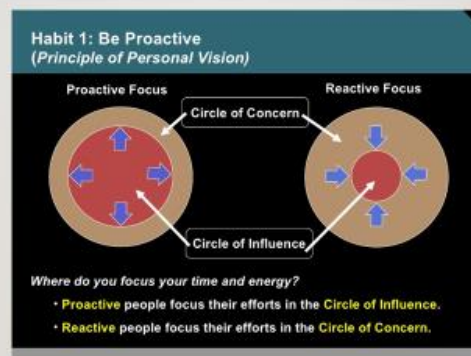 Habit 1: Be Proactive
(Principle of Personal Vision)
Proactive Focus
Reactive Focus
Circle of Concern
Circle of Influence
Where do you focus your time and energy?
· Proactive people focus their efforts in the Circle of Influence.
· Reactive people focus their efforts in the Circle of Concern.